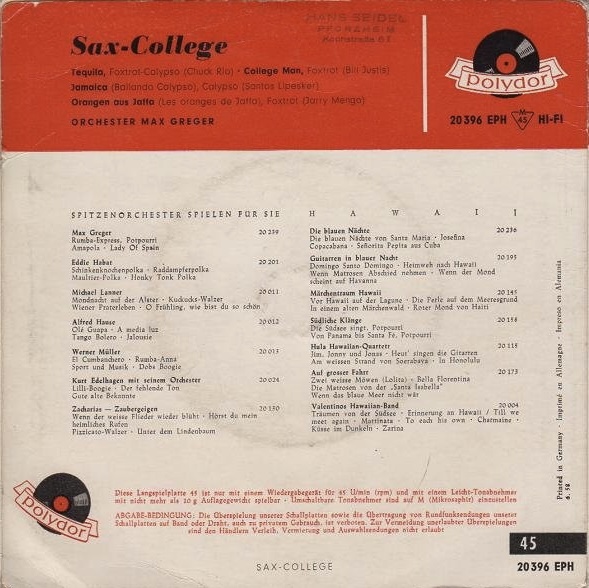 HANS SEIDEL
PFORZHEIM
Sax-College
Tequila, Foxtrot-Calypso (Chuck Rio) · College Man, Foxtrot (Bill Justis)
Jamaica (Bailando Calypso), Calypso (Santos Lipesker)
Orangen aus Jaffa (Les oranges de Jaffa), Foxtrot (Jarry Mengo)
ORCHESTER MAX GREGER
polydor
20 396 EPH M 45 HI-FI
SPITZENORCHESTER SPIELEN FÜR SIE
Max Greger 20 239
Rumba-Express, Potpourri
Amapola · Lady Of Spain
Eddie Habat 20 201
Schinkenknochenpolka · Raddampferpolka
Maultier-Polka · Honky Tonk Polka
Michael Lanner 20 011
Mondnacht auf der Alster · Kuckucks-Walzer
Wiener Praterleben · O Frühling, wie bist du so schön
Alfred Hause 20 012
Olé Guapa · A media luz
Tango Bolero · Jalousie
Werner Müller 20 013
El Cumbanchero · Rumba-Anna
Sport und Musik · Doba Boogie
Kurt Edelhagen mit seinem Orchester 20 028
Lilli-Boogie · Der fehlende Ton
Gute alte Bekannte
Zacharias — Zaubergeigen 20 130
Wenn der weisse Flieder wieder blüht · Hörst du mein
heimliches Rufen
Pizzicato-Walzer · Unter dem Lindenbaum
HAWAII
Die blauen Nächte 20 236
Die blauen Nächte von Santa Maria · Josefina
Copacabana · Señorita Pepita aus Cuba
Guitarren in blauer Nacht 20 195
Domingo Santo Domingo · Heimweh nach Hawaii
Wenn Matrosen Abschied nehmen · Wenn der Mond
scheint auf Havanna
Märchentraum Hawaii 20 145
Vor Hawaii auf der Lagune · Die Perle auf dem Meeresgrund
In einem alten Märchenwald · Roter Mond von Hairi
Südliche Klänge 20 158
Die Südsee singt, Potpourri
Von Panama bis Santa Fé, Potpourri
Hula Hawaiian-Quartett 20 118
Jim, Jonny und Jonas · Heut' singen die Gitarren
Am weissen Strand von Soerabaya · In Honolulu
Auf grosser Fahrt 20 173
Zwei weisse Möwen (Lolita) · Bella Florentina
Die Matrosen von der „Santa Isabella"
Wenn das blaue Meer nicht wär
Valentinos Hawaiian-Band 20 004
Träumen von der Südsee · Erinnerung an Hawaii / Till we
meet again · Mattinata · To each his own · Charmaine ·
Küsse im Dunkeln · Zarina
Printed in Germany · Imprimé en Allemagne · Impreso en Alemania
6. 58
polydor
Diese Langspielplatte 45 ist nur mit einem Wiedergabegerät für 45 U/min (rpm) und mit einem Leicht-Tonabnehmer
mit nicht mehr als 10 g Auflagegewicht spielbar · Umschaltbare Tonabnehmer sind auf M (Mikrosaphir) einzustellen
ABGABE-BEDINGUNG: Die Überspielung unserer Schallplatten sowie die Übertragung von Rundfunksendungen unserer
Schallplatten auf Band oder Draht, auch zu privatem Gebrauch, ist verboten. Zur Vermeidung unerlaubter Überspielungen
sind den Händlern Verleih, Vermietung und Auswahlsendungen nicht erlaubt
45
SAX-COLLEGE
20 396 EPH